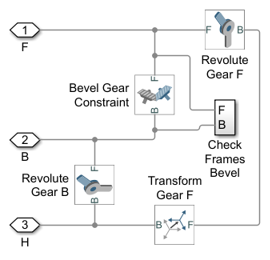 1
F
F
B
Revolute
Gear F
Bevel Gear
Constraint
F
B
F
B
Check
Frames
Bevel
2
B
Revolute
Gear B
F
B
Transform
Gear F
3
H
B
F